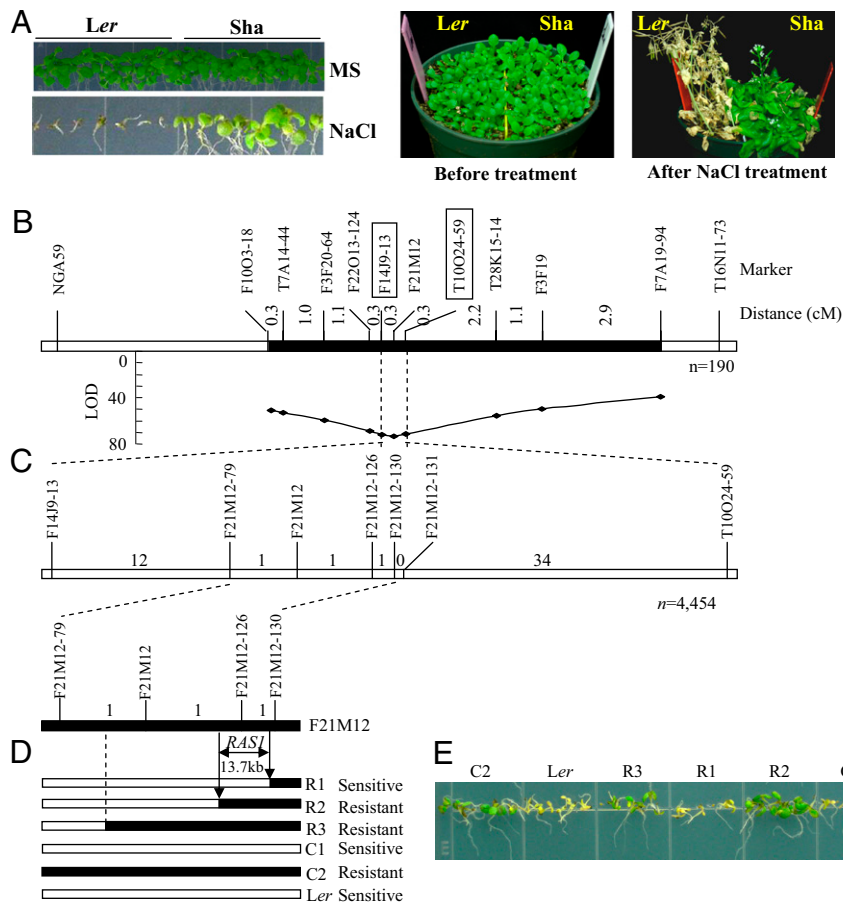 A
Ler
Sha
MS
NaCl
Ler
Sha
Before treatment
Ler
Sha
After NaCl treatment
B
NGA59
F10O3-18
T7A14-44
F3F20-64
F22O13-124
F14J9-13
F21M12
T10O24-59
T28K15-14
F3F19
F7A19-94
T16N11-73
Marker
0.3
1.0
1.1
0.3
0.3
0.3
2.2
1.1
2.9
Distance (cM)
n=190
LOD
0
40
80
C
F14J9-13
F21M12-79
F21M12
F21M12-126
F21M12-130
F21M12-131
T10O24-59
12
1
1
1
0
34
n=4,454
F21M12-79
F21M12
F21M12-126
F21M12-130
1
1
1
F21M12
D
RAS1
13.7kb
R1 Sensitive
R2 Resistant
R3 Resistant
C1 Sensitive
C2 Resistant
Ler Sensitive
E
C2
Ler
R3
R1
R2